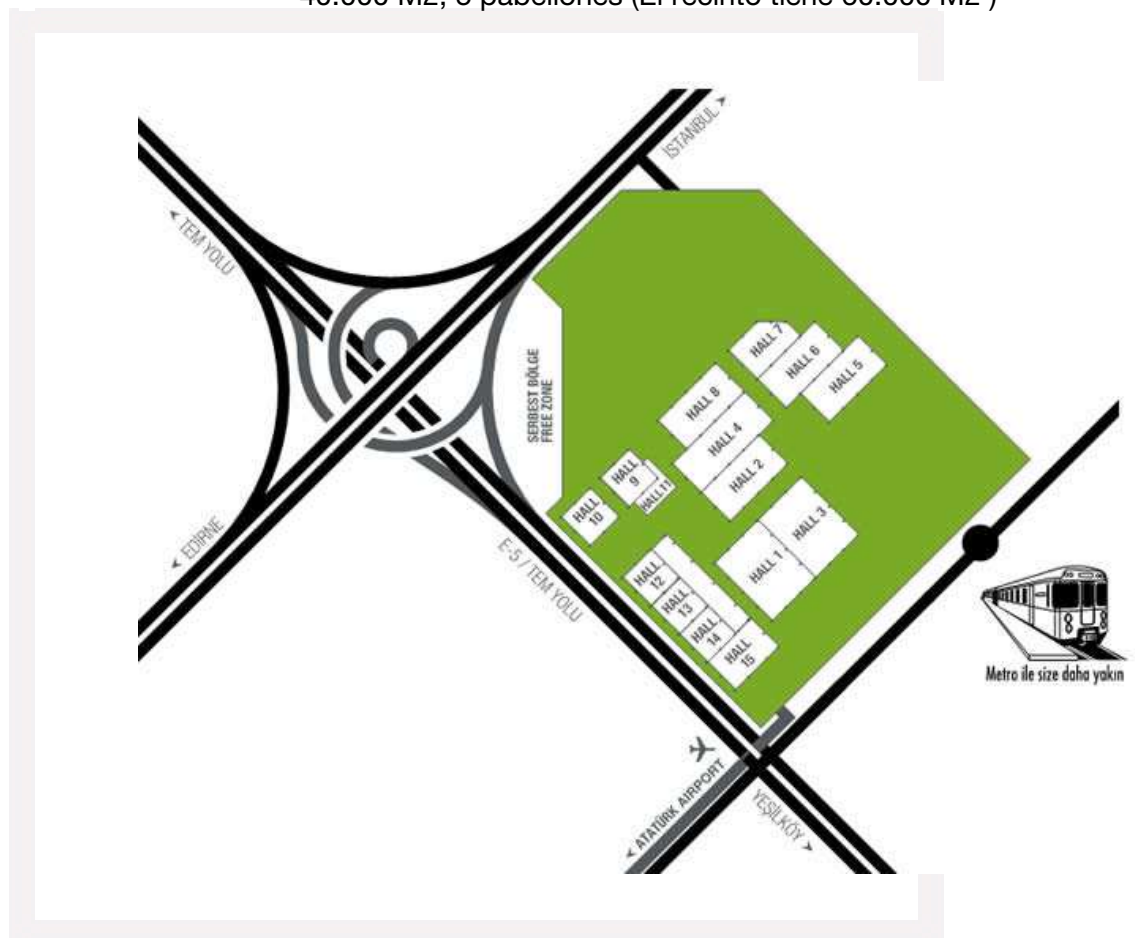 İSTANBUL >
< TEM YOLU
HALL 7
HALL 6
HALL 5
SERBEST BÖLGE
FREE ZONE
HALL 8
HALL 4
HALL 2
HALL
9
HALL11
HALL
10
HALL 3
HALL 1
< EDİRNE
E-5 / TEM YOLU
HALL
12
HALL
13
HALL
14
HALL
15
Metro ile size daha yakın
< ATATÜRK AIRPORT
YEŞİLKÖY >